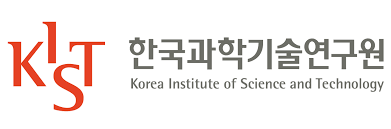 KIST
한국과학기술연구원
Korea Institute of Science and Technology